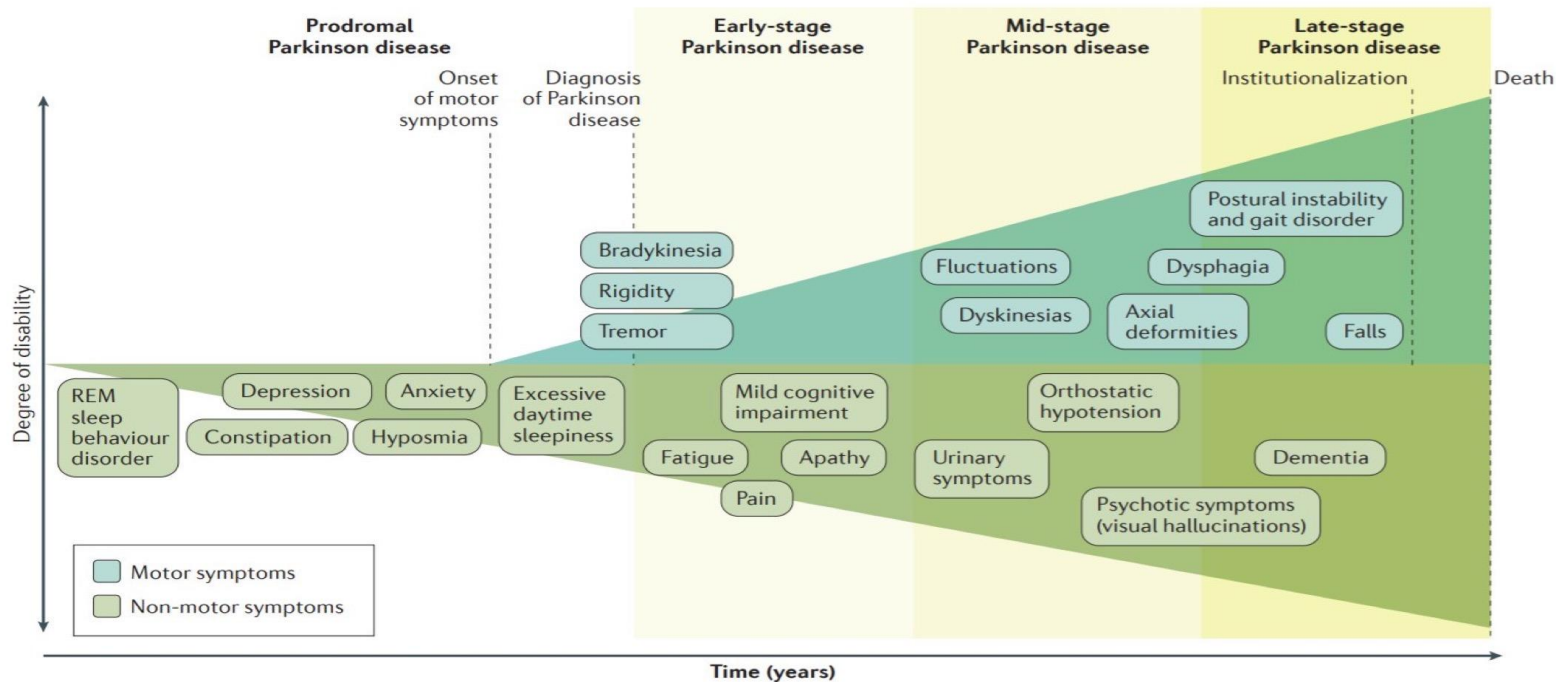 Prodromal
Parkinson disease
Early-stage
Parkinson disease
Mid-stage
Parkinson disease
Late-stage
Parkinson disease
Onset
of motor
symptoms
Diagnosis
of Parkinson
disease
Institutionalization
Death
Degree of disability
Postural instability
and gait disorder
Bradykinesia
Rigidity
Tremor
Fluctuations
Dysphagia
Dyskinesias
Axial
deformities
Falls
REM
sleep
behaviour
disorder
Depression
Anxiety
Constipation
Hyposmia
Excessive
daytime
sleepiness
Mild cognitive
impairment
Orthostatic
hypotension
Fatigue
Apathy
Pain
Urinary
symptoms
Dementia
Psychotic symptoms
(visual hallucinations)
Motor symptoms
Non-motor symptoms
Time (years)